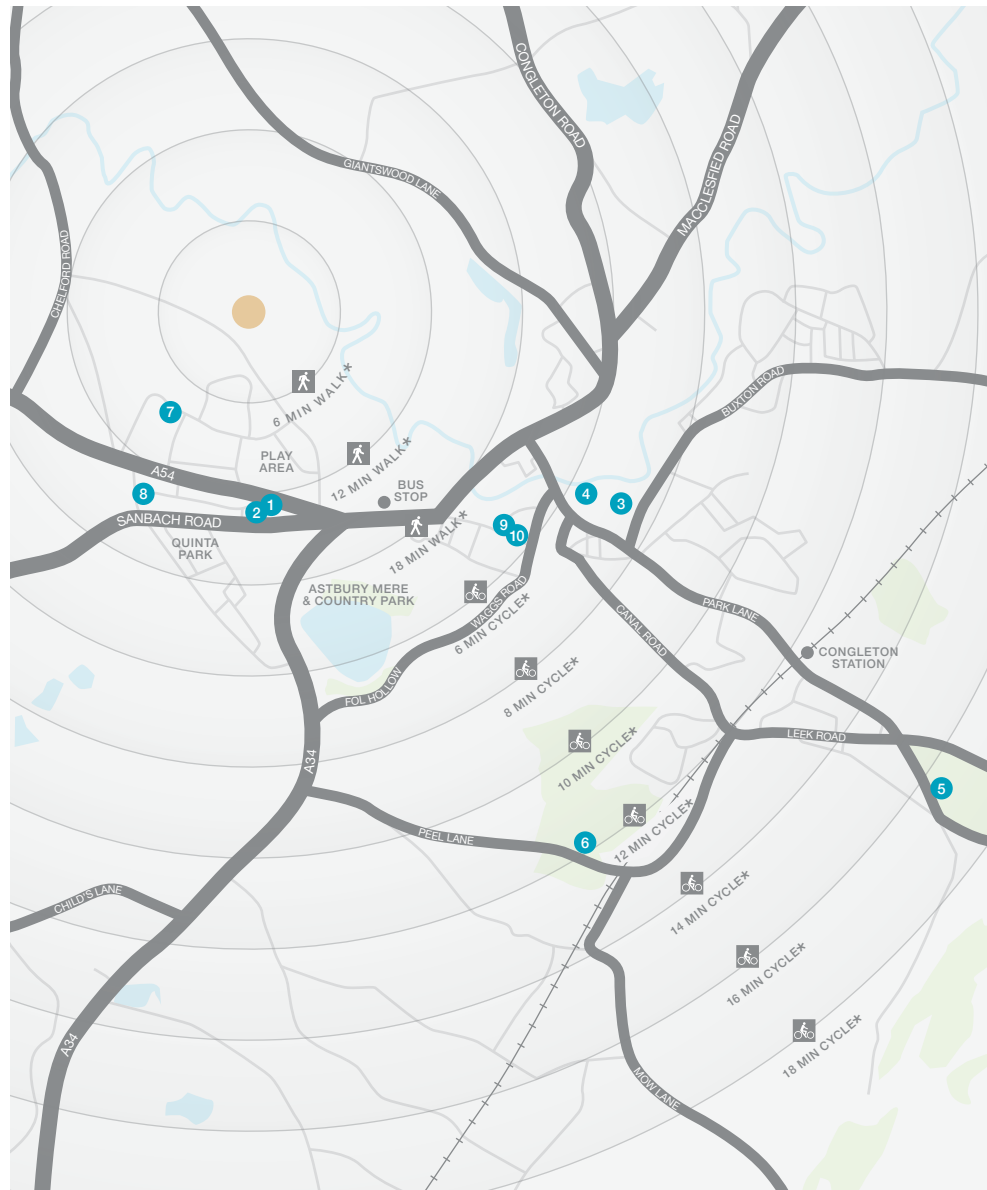 CONGLETON ROAD
MACCLESFIED ROAD
GIANTSWOOD LANE
CHELFORD ROAD
6 MIN WALK*
BUXTON ROAD
7
12 MIN WALK*
PLAY
AREA
A54
BUS
STOP
8
1
2
4
3
SANBACH ROAD
9
10
18 MIN WALK*
QUINTA
PARK
ASTBURY MERE
& COUNTRY PARK
WAGGS ROAD
6 MIN CYCLE*
PARK LANE
CANAL ROAD
CONGLETON
STATION
FOL HOLLOW
8 MIN CYCLE*
LEEK ROAD
A34
10 MIN CYCLE*
5
PEEL LANE
6
12 MIN CYCLE*
CHILD'S LANE
14 MIN CYCLE*
16 MIN CYCLE*
A34
18 MIN CYCLE*
MOW LANE